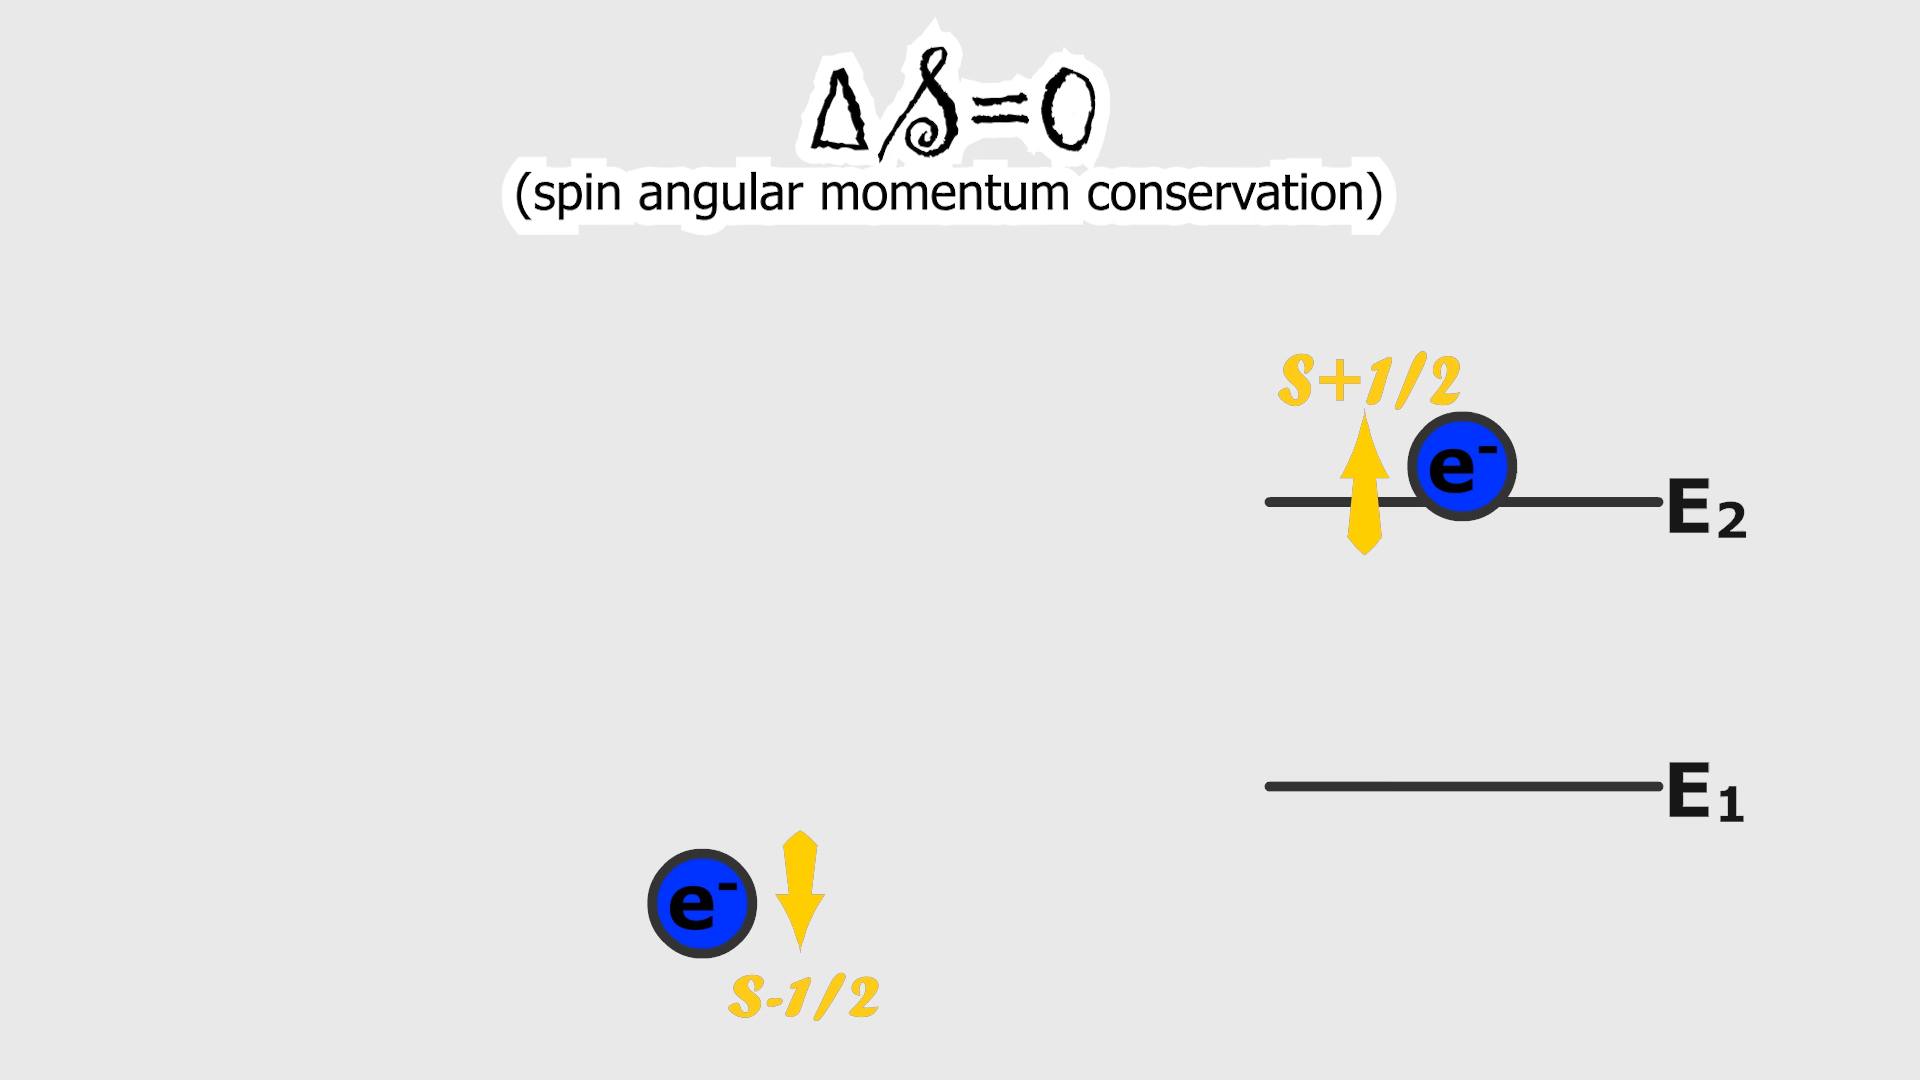 ΔS=0
(spin angular momentum conservation)
S+1/2
e⁻
E₂
E₁
e⁻
S-1/2